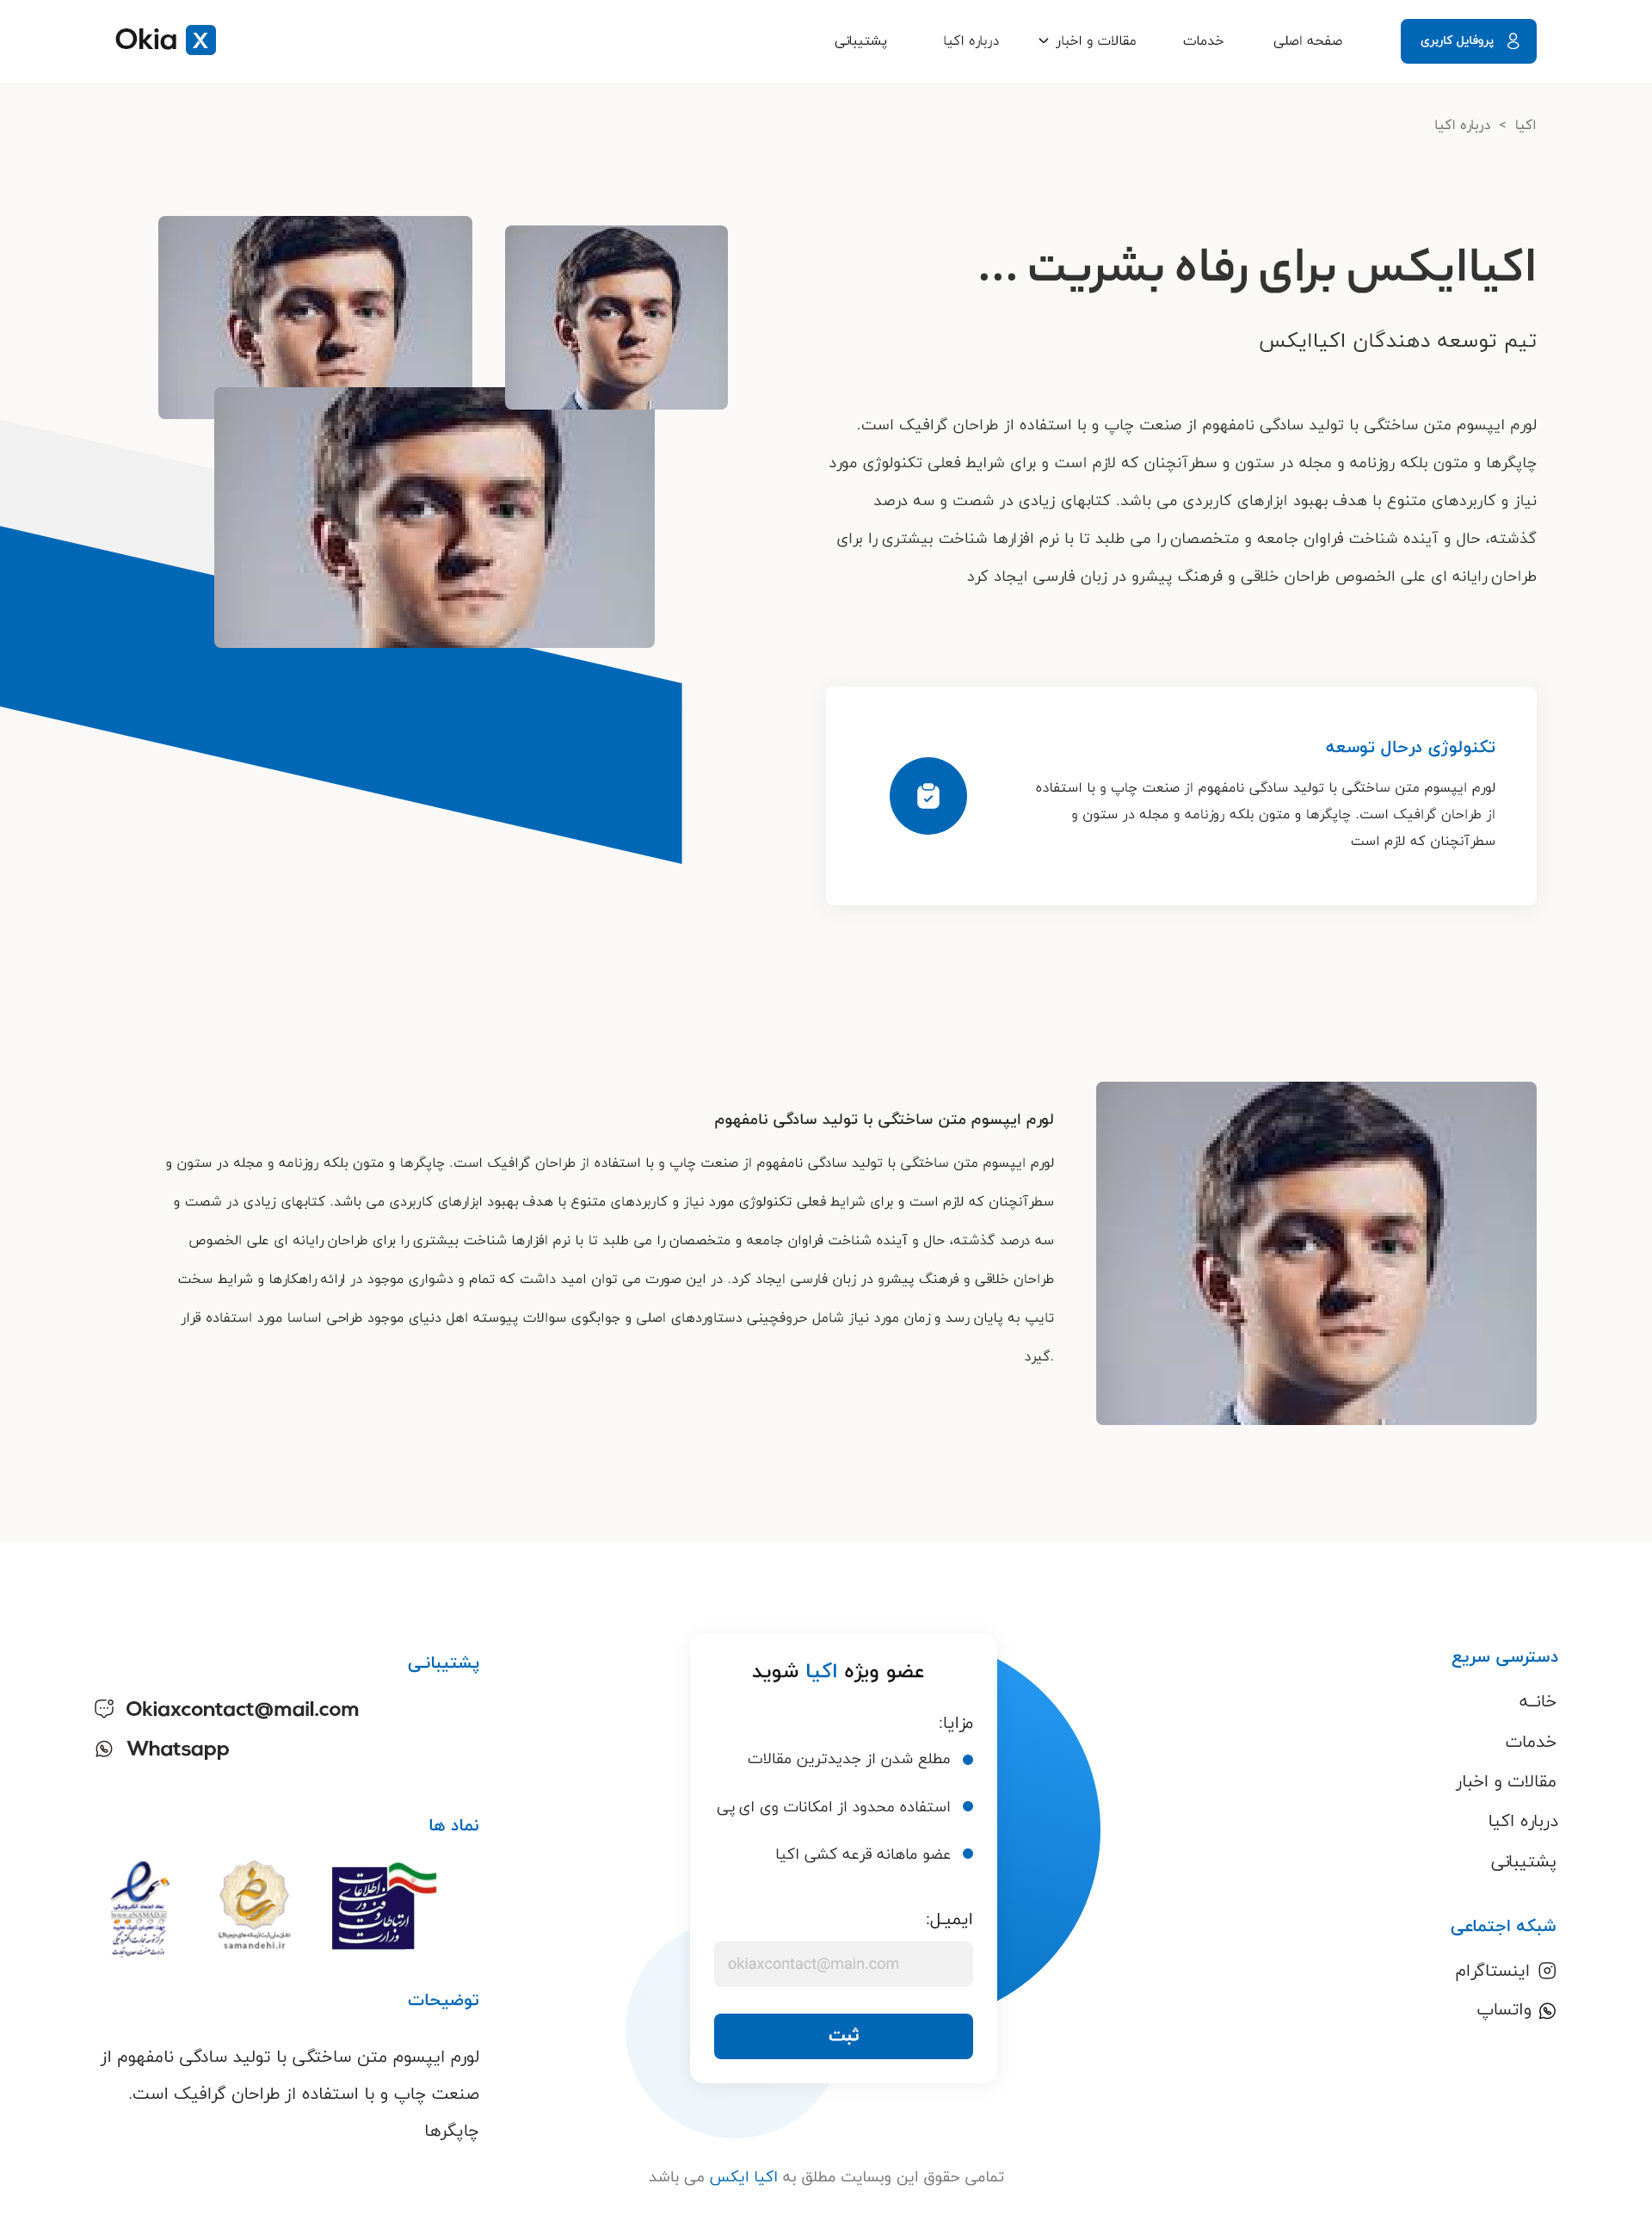 پروفایل کاربری
صفحه اصلی
خدمات
مقالات و اخبار
درباره اکیا
پشتیبانی
Okia X
اکیا > درباره اکیا
اکیاایکس برای رفاه بشریت ...
تیم توسعه دهندگان اکیاایکس
لورم ایپسوم متن ساختگی با تولید سادگی نامفهوم از صنعت چاپ و با استفاده از طراحان گرافیک است.
چاپگرها و متون بلکه روزنامه و مجله در ستون و سطرآنچنان که لازم است و برای شرایط فعلی تکنولوژی مورد
نیاز و کاربردهای متنوع با هدف بهبود ابزارهای کاربردی می باشد. کتابهای زیادی در شصت و سه درصد
گذشته، حال و آینده شناخت فراوان جامعه و متخصصان را می طلبد تا با نرم افزارها شناخت بیشتری را برای
طراحان رایانه ای علی الخصوص طراحان خلاقی و فرهنگ پیشرو در زبان فارسی ایجاد کرد
تکنولوژی درحال توسعه
لورم ایپسوم متن ساختگی با تولید سادگی نامفهوم از صنعت چاپ و با استفاده
از طراحان گرافیک است. چاپگرها و متون بلکه روزنامه و مجله در ستون و
سطرآنچنان که لازم است
لورم ایپسوم متن ساختگی با تولید سادگی نامفهوم
لورم ایپسوم متن ساختگی با تولید سادگی نامفهوم از صنعت چاپ و با استفاده از طراحان گرافیک است. چاپگرها و متون بلکه روزنامه و مجله در ستون و
سطرآنچنان که لازم است و برای شرایط فعلی تکنولوژی مورد نیاز و کاربردهای متنوع با هدف بهبود ابزارهای کاربردی می باشد. کتابهای زیادی در شصت و
سه درصد گذشته، حال و آینده شناخت فراوان جامعه و متخصصان را می طلبد تا با نرم افزارها شناخت بیشتری را برای طراحان رایانه ای علی الخصوص
طراحان خلاقی و فرهنگ پیشرو در زبان فارسی ایجاد کرد. در این صورت می توان امید داشت که تمام و دشواری موجود در ارائه راهکارها و شرایط سخت
تایپ به پایان رسد و زمان مورد نیاز شامل حروفچینی دستاوردهای اصلی و جوابگوی سوالات پیوسته اهل دنیای موجود طراحی اساسا مورد استفاده قرار
.گیرد
دسترسی سریع
خانه
خدمات
مقالات و اخبار
درباره اکیا
پشتیبانی
شبکه اجتماعی
اینستاگرام
واتساپ
عضو ویژه اکیا شوید
مزایا:
مطلع شدن از جدیدترین مقالات
استفاده محدود از امکانات وی ای پی
عضو ماهانه قرعه کشی اکیا
ایمیل:
okiaxcontact@main.com
ثبت
پشتیبانی
Okiaxcontact@mail.com
Whatsapp
نماد ها
وزارت ارتباطات و فناوری اطلاعات
samandehi.ir
نماد اعتماد الکترونیکی
www.eNAMAD.ir
توضیحات
لورم ایپسوم متن ساختگی با تولید سادگی نامفهوم از
صنعت چاپ و با استفاده از طراحان گرافیک است.
چاپگرها
تمامی حقوق این وبسایت مطلق به اکیا ایکس می باشد